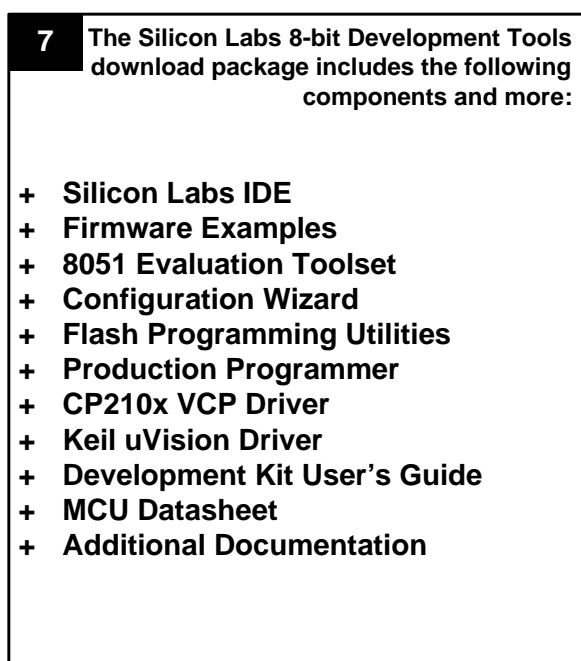 7
The Silicon Labs 8-bit Development Tools
download package includes the following
components and more:
+ Silicon Labs IDE
+ Firmware Examples
+ 8051 Evaluation Toolset
+ Configuration Wizard
+ Flash Programming Utilities
+ Production Programmer
+ CP210x VCP Driver
+ Keil uVision Driver
+ Development Kit User’s Guide
+ MCU Datasheet
+ Additional Documentation